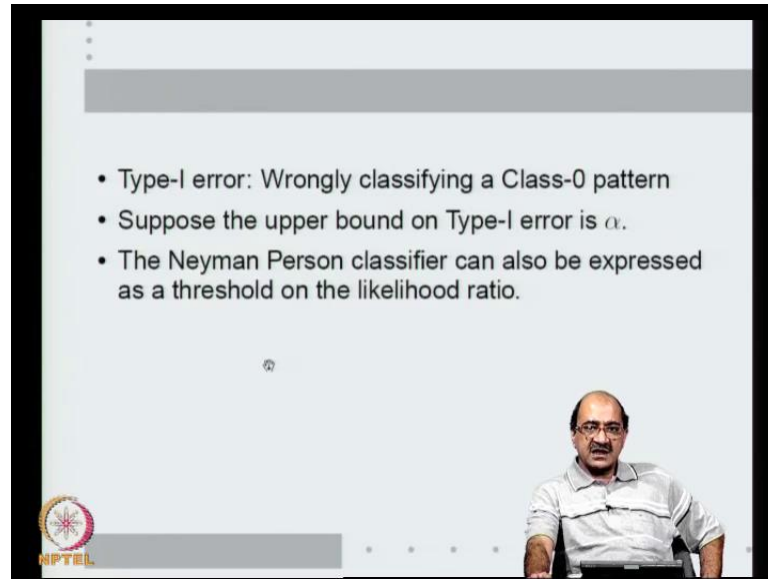 • Type-I error: Wrongly classifying a Class-0 pattern
• Suppose the upper bound on Type-I error is α.
• The Neyman Person classifier can also be expressed
as a threshold on the likelihood ratio.
NPTEL